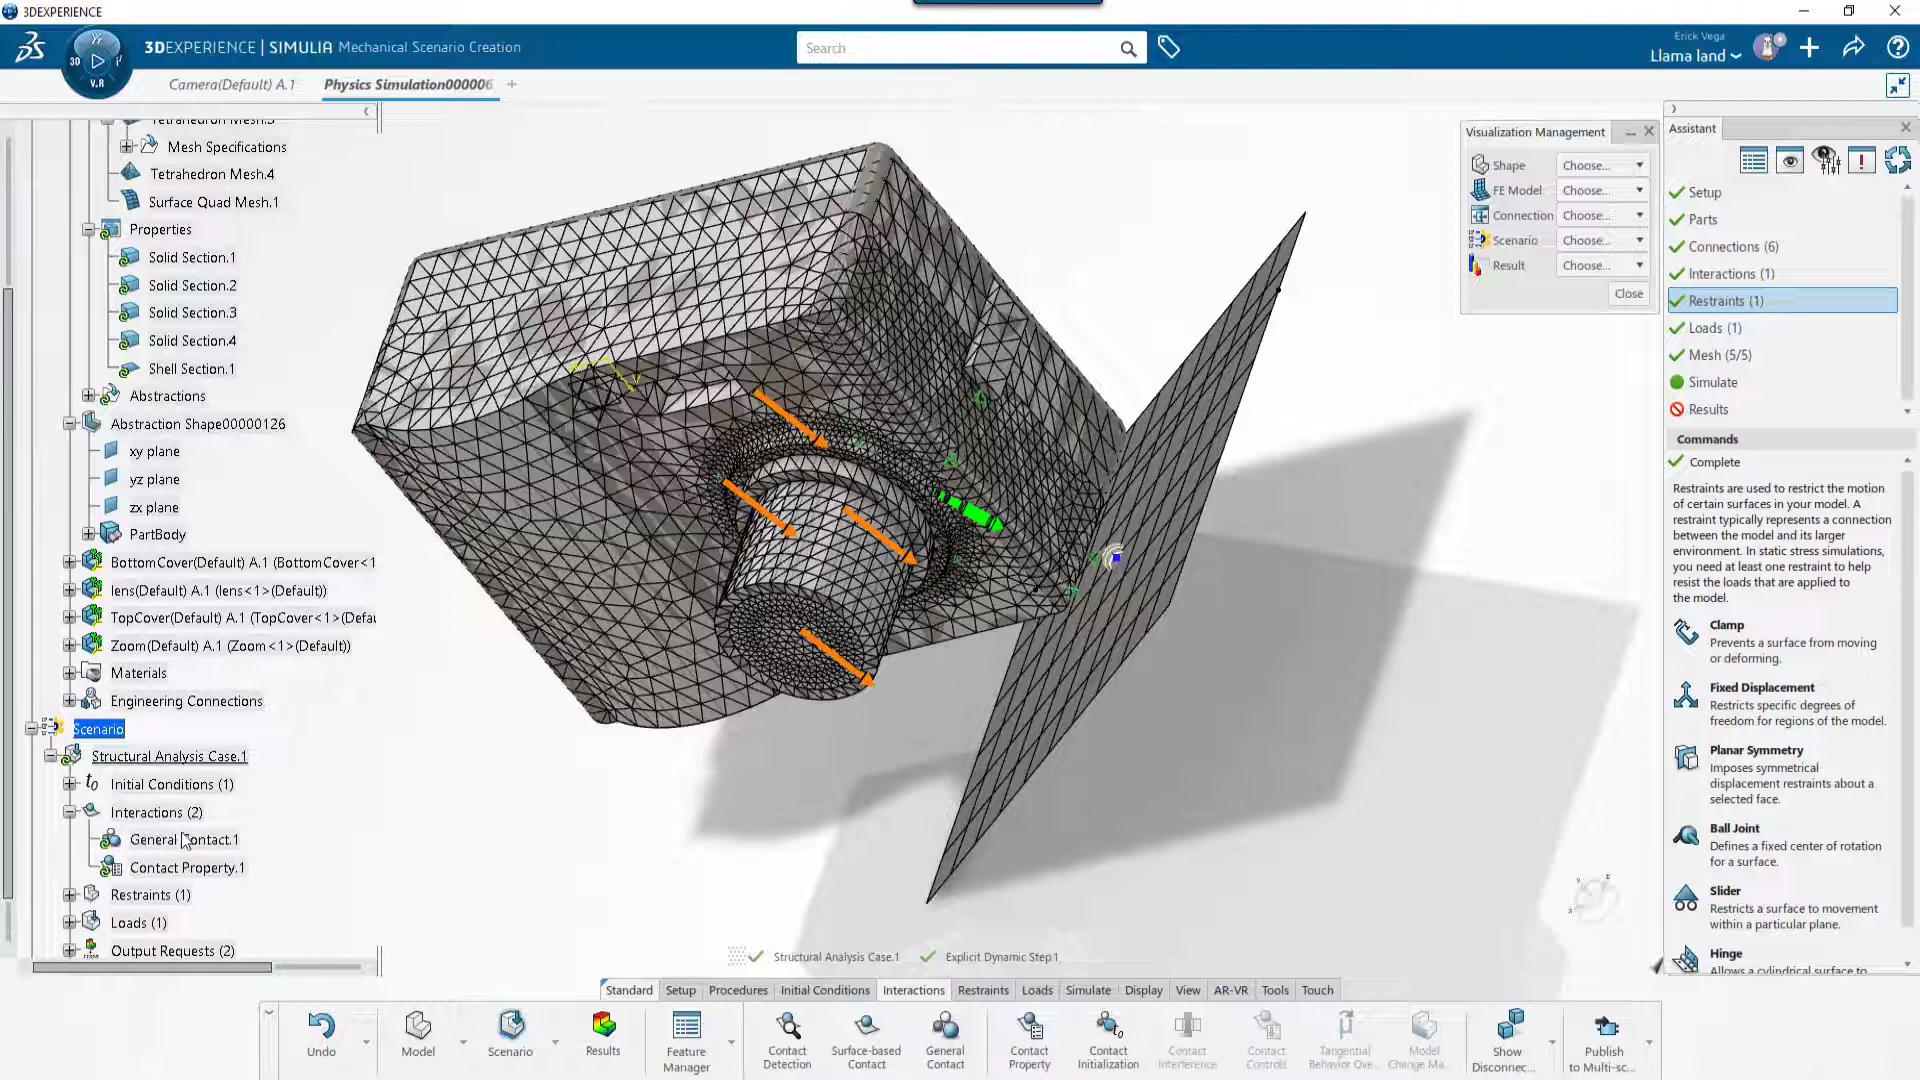 3DEXPERIENCE
3DEXPERIENCE | SIMULIA Mechanical Scenario Creation
Search
Erick Vega
Llama land
3D
V.R
Camera(Default) A.1
Physics Simulation000006
Tetrahedron Mesh.3
Mesh Specifications
Tetrahedron Mesh.4
Surface Quad Mesh.1
Properties
Solid Section.1
Solid Section.2
Solid Section.3
Solid Section.4
Shell Section.1
Abstractions
Abstraction Shape00000126
xy plane
yz plane
zx plane
PartBody
BottomCover(Default) A.1 (BottomCover<1
lens(Default) A.1 (lens<1>(Default))
TopCover(Default) A.1 (TopCover<1>(Defau
Zoom(Default) A.1 (Zoom<1>(Default))
Materials
Engineering Connections
Scenario
Structural Analysis Case.1
Initial Conditions (1)
Interactions (2)
General Contact.1
Contact Property.1
Restraints (1)
Loads (1)
Output Requests (2)
Visualization Management
Shape Choose...
FE Model Choose...
Connection Choose...
Scenario Choose...
Result Choose...
Close
Assistant
Setup
Parts
Connections (6)
Interactions (1)
Restraints (1)
Loads (1)
Mesh (5/5)
Simulate
Results
Commands
Complete
Restraints are used to restrict the motion
of certain surfaces in your model. A
restraint typically represents a connection
between the model and its larger
environment. In static stress simulations,
you need at least one restraint to help
resist the loads that are applied to
the model.
Clamp
Prevents a surface from moving
or deforming.
Fixed Displacement
Restricts specific degrees of
freedom for regions of the model.
Planar Symmetry
Imposes symmetrical
displacement restraints about a
selected face.
Ball Joint
Defines a fixed center of rotation
for a surface.
Slider
Restricts a surface to movement
within a particular plane.
Hinge
Allows a cylindrical surface to
Structural Analysis Case.1
Explicit Dynamic Step.1
Standard Setup Procedures Initial Conditions Interactions Restraints Loads Simulate Display View AR-VR Tools Touch
Undo
Model
Scenario
Results
Feature
Manager
Contact
Detection
Surface-based
Contact
General
Contact
Contact
Property
Contact
Initialization
Contact
Interference
Contact
Controls
Tangential
Behavior Ove...
Model
Change Ma...
Show
Disconnec...
Publish
to Multi-sc...